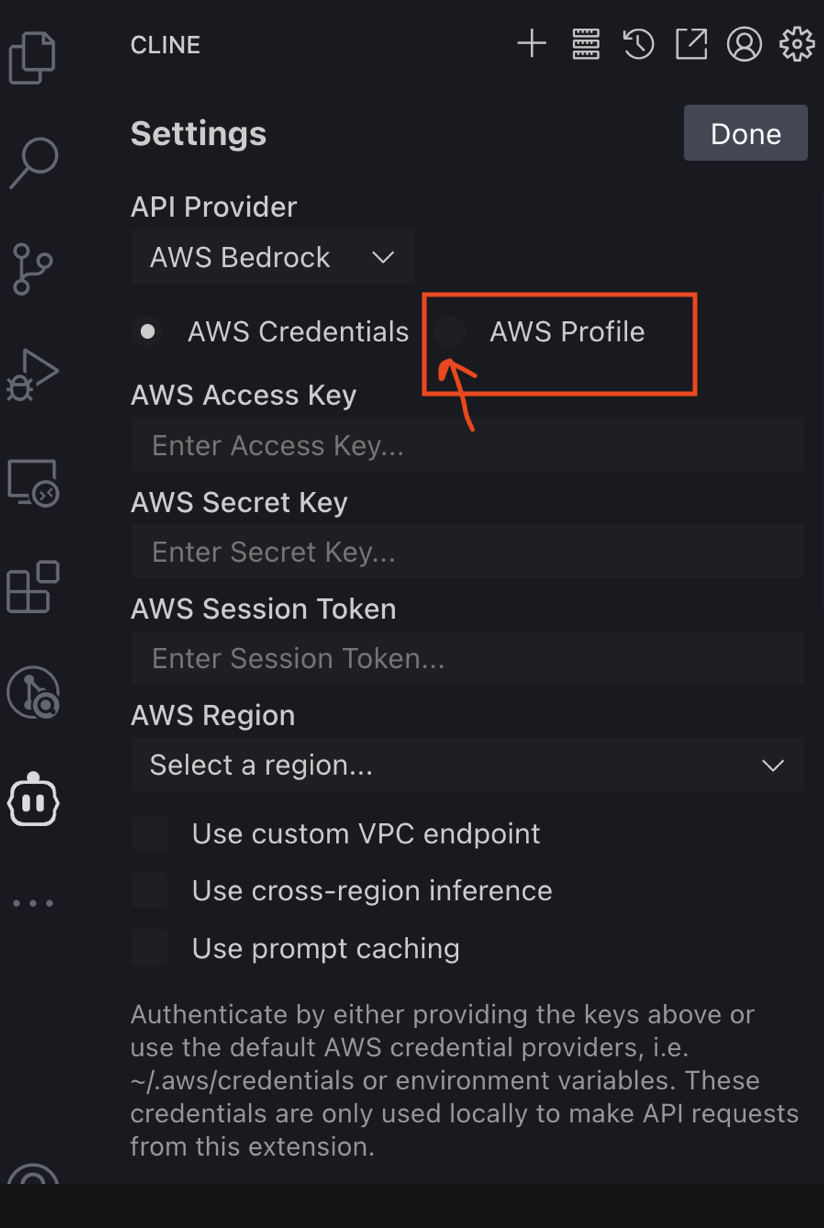 CLINE
Settings
Done
API Provider
AWS Bedrock
AWS Credentials
AWS Profile
AWS Access Key
Enter Access Key...
AWS Secret Key
Enter Secret Key...
AWS Session Token
Enter Session Token...
AWS Region
Select a region...
Use custom VPC endpoint
Use cross-region inference
Use prompt caching
Authenticate by either providing the keys above or
use the default AWS credential providers, i.e.
~/.aws/credentials or environment variables. These
credentials are only used locally to make API requests
from this extension.